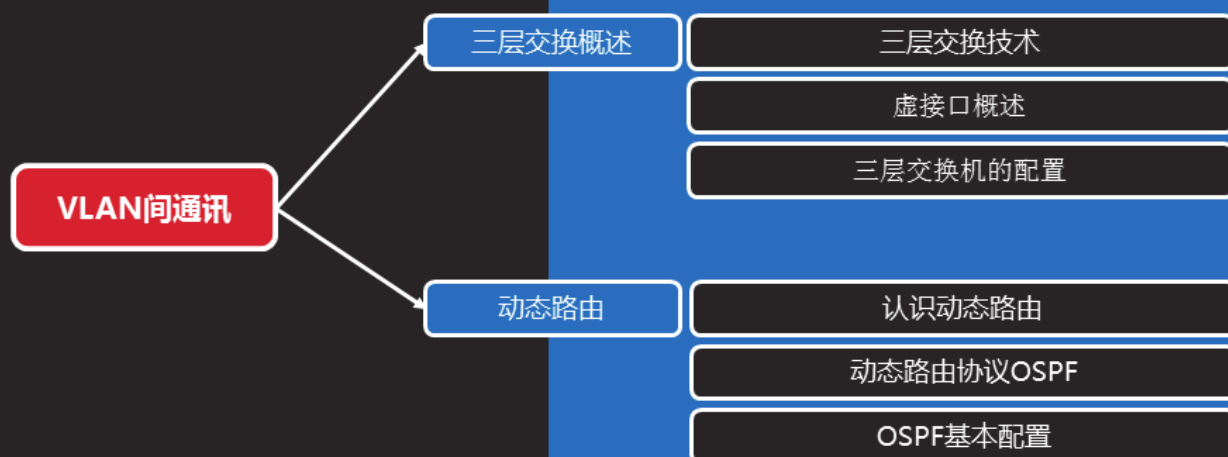 VLAN间通讯
三层交换概述
三层交换技术
虚接口概述
三层交换机的配置
动态路由
认识动态路由
动态路由协议OSPF
OSPF基本配置